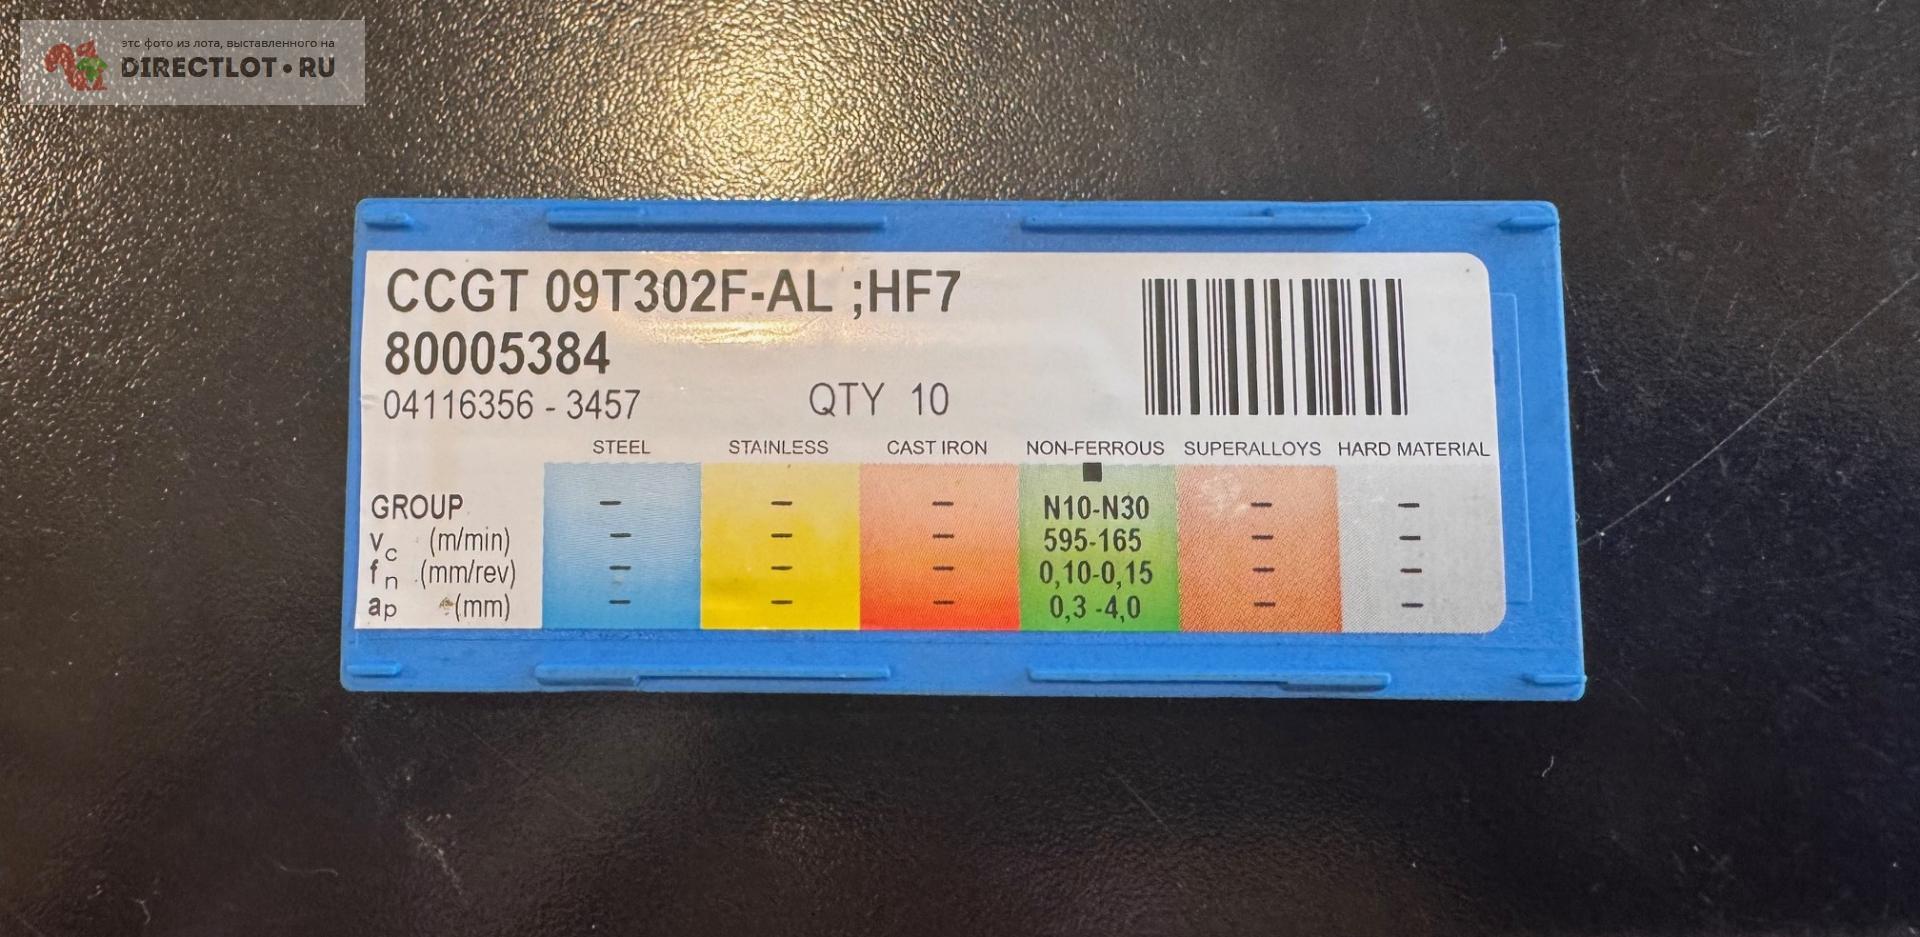 этс фото из лота, выставленного на
DIRECTLOT•RU
CCGT 09T302F-AL ;HF7
80005384
04116356 - 3457 QTY 10
STEEL STAINLESS CAST IRON NON-FERROUS SUPERALLOYS HARD MATERIAL
GROUP – – – N10-N30 – –
vc (m/min) – – – 595-165 – –
fn (mm/rev) – – – 0,10-0,15 – –
ap (mm) – – – 0,3 -4,0 – –